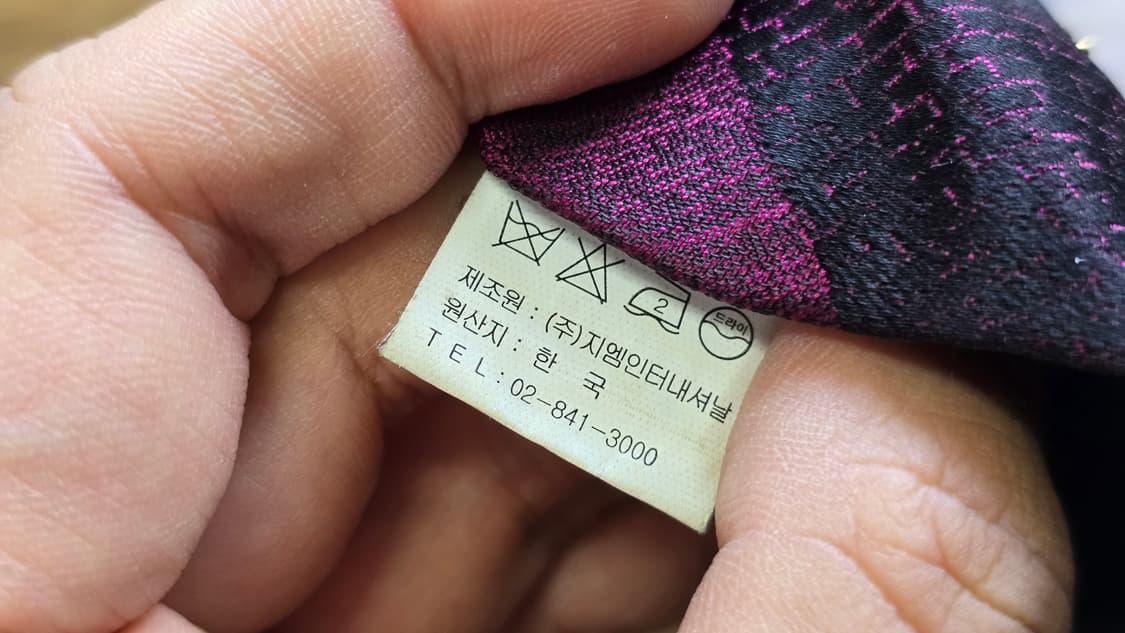 2 드라이
제조원 : (주)지엠인터내셔날
원산지 : 한 국
T E L : 02-841-3000